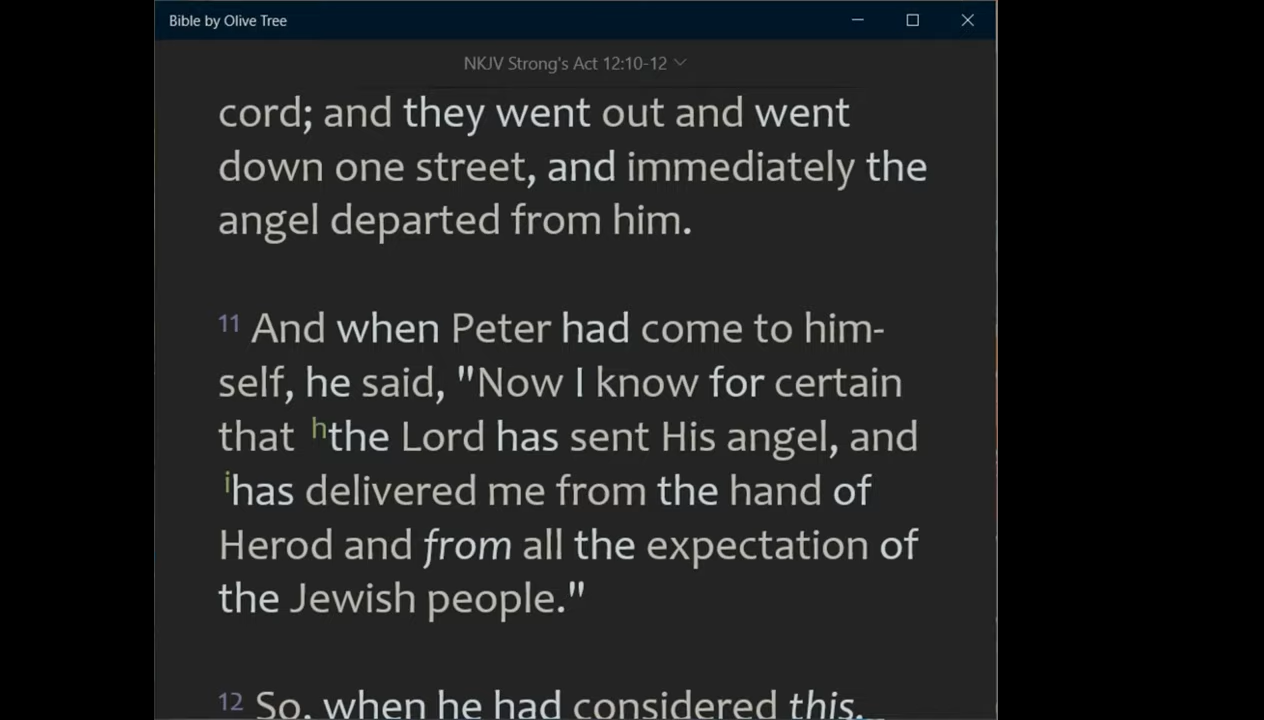 Bible by Olive Tree
NKJV Strong's Act 12:10-12
cord; and they went out and went
down one street, and immediately the
angel departed from him.
11 And when Peter had come to him-
self, he said, "Now I know for certain
that hthe Lord has sent His angel, and
ihas delivered me from the hand of
Herod and from all the expectation of
the Jewish people."
12 So, when he had considered this,